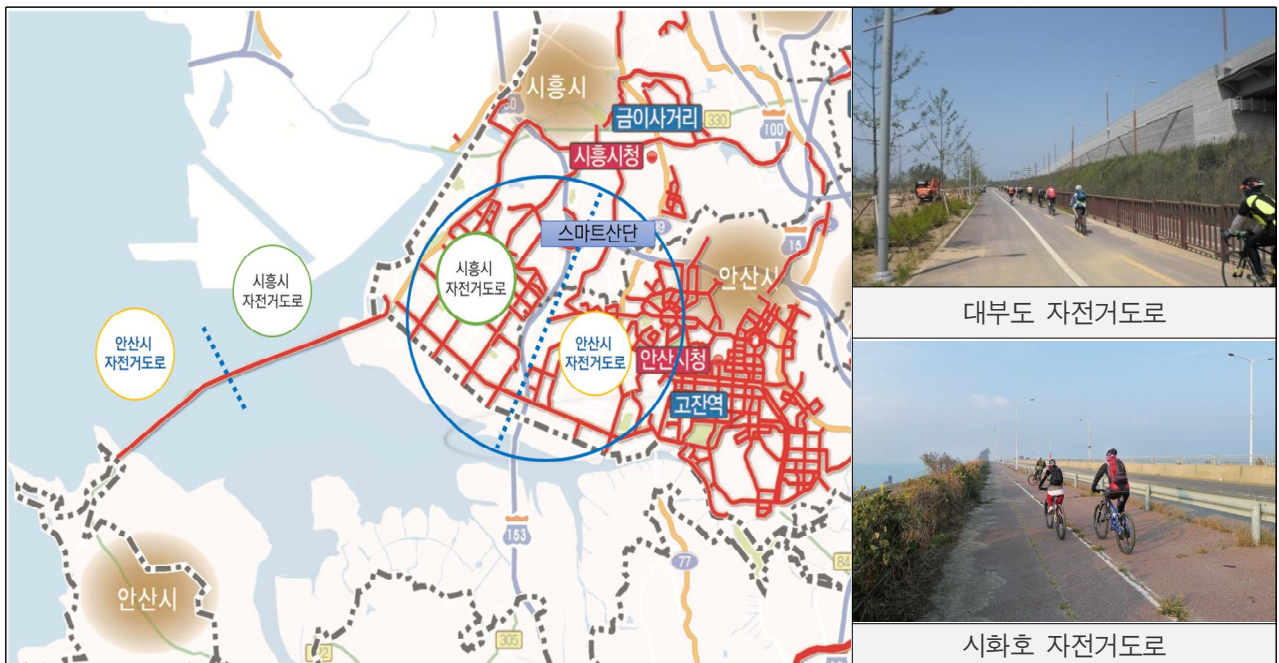 시흥시
금이사거리
330
100
시흥시청
스마트산단
15
시흥시
자전거도로
시흥시
자전거도로
안산시
안산시
자전거도로
안산시
자전거도로
안산시청
고잔역
153
77
안산시
305
84
대부도 자전거도로
시화호 자전거도로